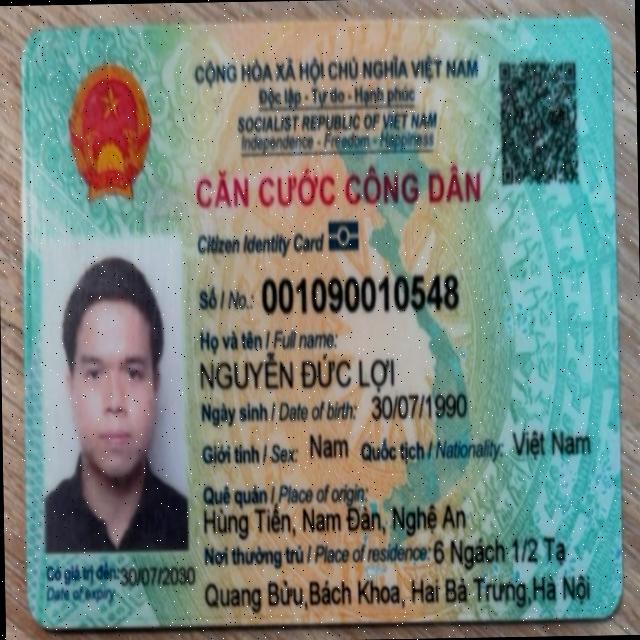 CỘNG HÒA XÃ HỘI CHỦ NGHĨA VIỆT NAM
Độc lập - Tự do - Hạnh phúc
SOCIALIST REPUBLIC OF VIET NAM
Independence - Freedom - Happiness
CĂN CƯỚC CÔNG DÂN
Citizen Identity Card
Số / No.: 001090010548
Họ và tên / Full name:
NGUYỄN ĐỨC LỢI
Ngày sinh / Date of birth: 30/07/1990
Giới tính / Sex: Nam Quốc tịch / Nationality: Việt Nam
Quê quán / Place of origin:
Hùng Tiến, Nam Đàn, Nghệ An
Nơi thường trú / Place of residence: 6 Ngách 1/2 Tạ
Quang Bửu,Bách Khoa, Hai Bà Trưng,Hà Nội
Có giá trị đến: 30/07/2030
Date of expiry